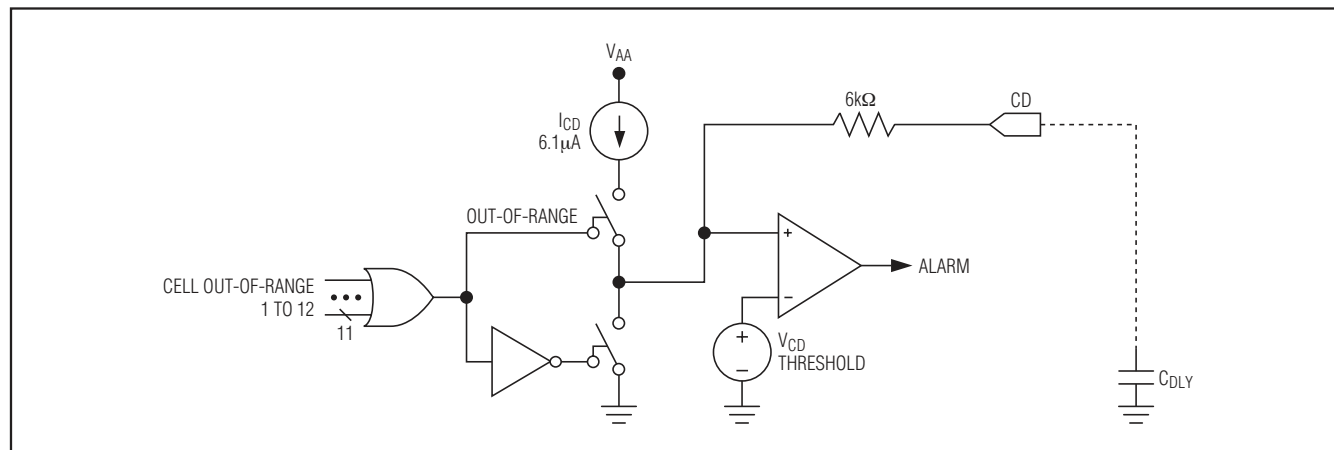 VAA
6kΩ
CD
ICD
6.1µA
OUT-OF-RANGE
+
ALARM
CELL OUT-OF-RANGE
1 TO 12
11
−
+
−
VCD
THRESHOLD
CDLY